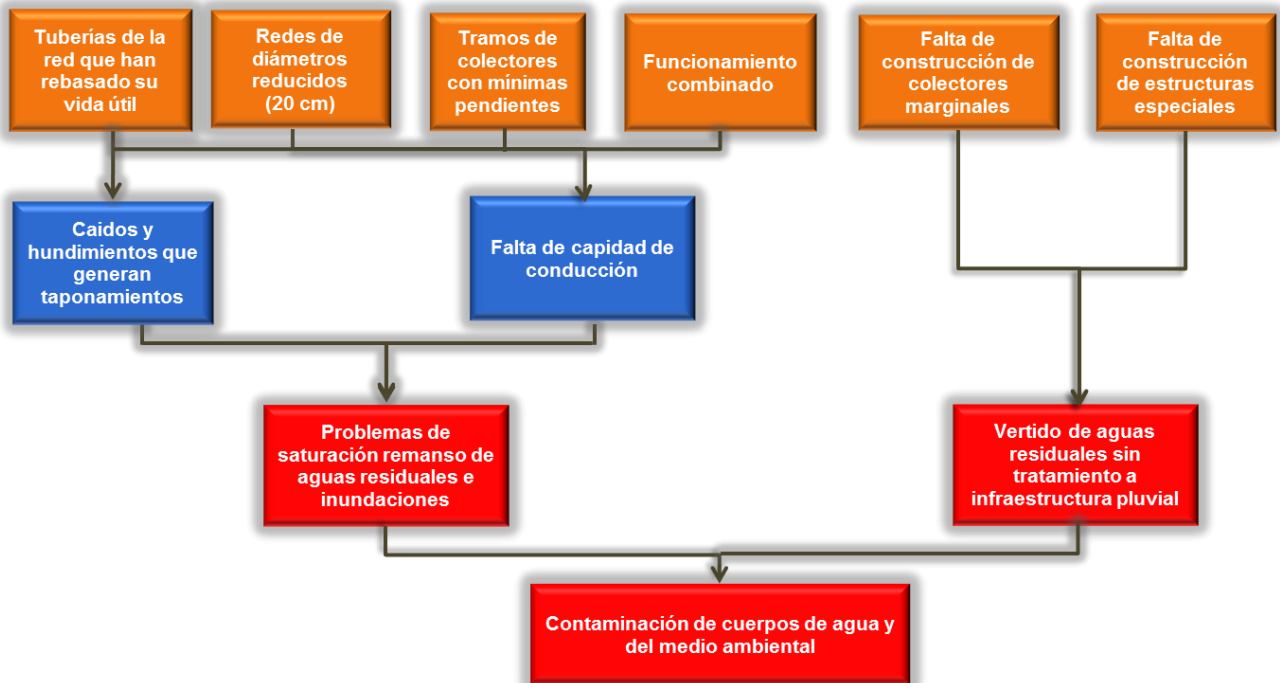 Tuberías de la
red que han
rebasado su
vida útil
Redes de
diámetros
reducidos
(20 cm)
Tramos de
colectores
con mínimas
pendientes
Funcionamiento
combinado
Falta de
construcción de
colectores
marginales
Falta de
construcción
de estructuras
especiales
Caidos y
hundimientos que
generan
taponamientos
Falta de capidad de
conducción
Problemas de
saturación remanso de
aguas residuales e
inundaciones
Vertido de aguas
residuales sin
tratamiento a
infraestructura pluvial
Contaminación de cuerpos de agua y
del medio ambiental